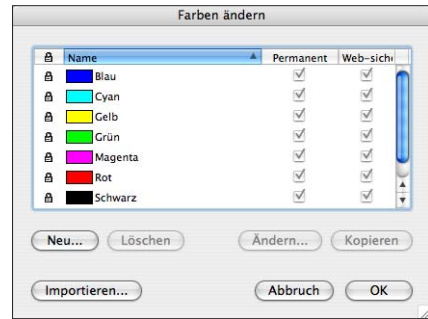 Farben ändern
Name Permanent Web-siche
Blau
Cyan
Gelb
Grün
Magenta
Rot
Schwarz
Neu... Löschen Ändern... Kopieren
Importieren... Abbruch OK